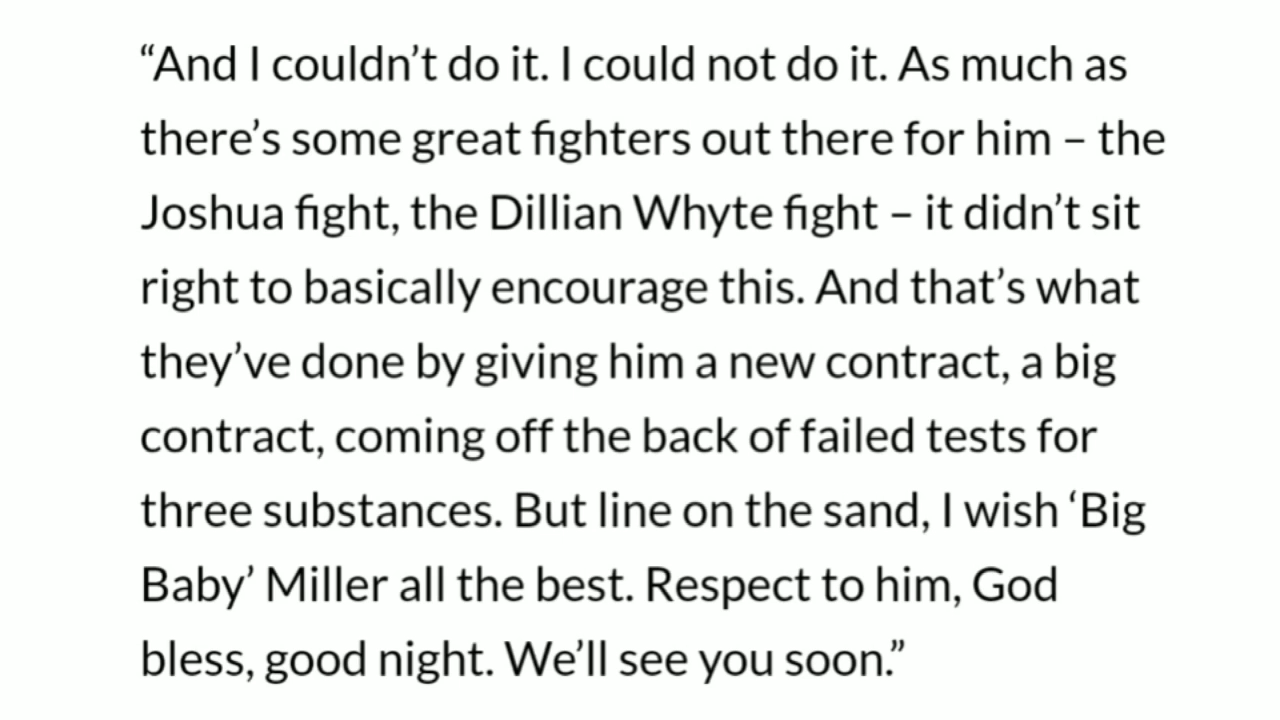 “And I couldn’t do it. I could not do it. As much as
there’s some great fighters out there for him – the
Joshua fight, the Dillian Whyte fight – it didn’t sit
right to basically encourage this. And that’s what
they’ve done by giving him a new contract, a big
contract, coming off the back of failed tests for
three substances. But line on the sand, I wish ‘Big
Baby’ Miller all the best. Respect to him, God
bless, good night. We’ll see you soon.”